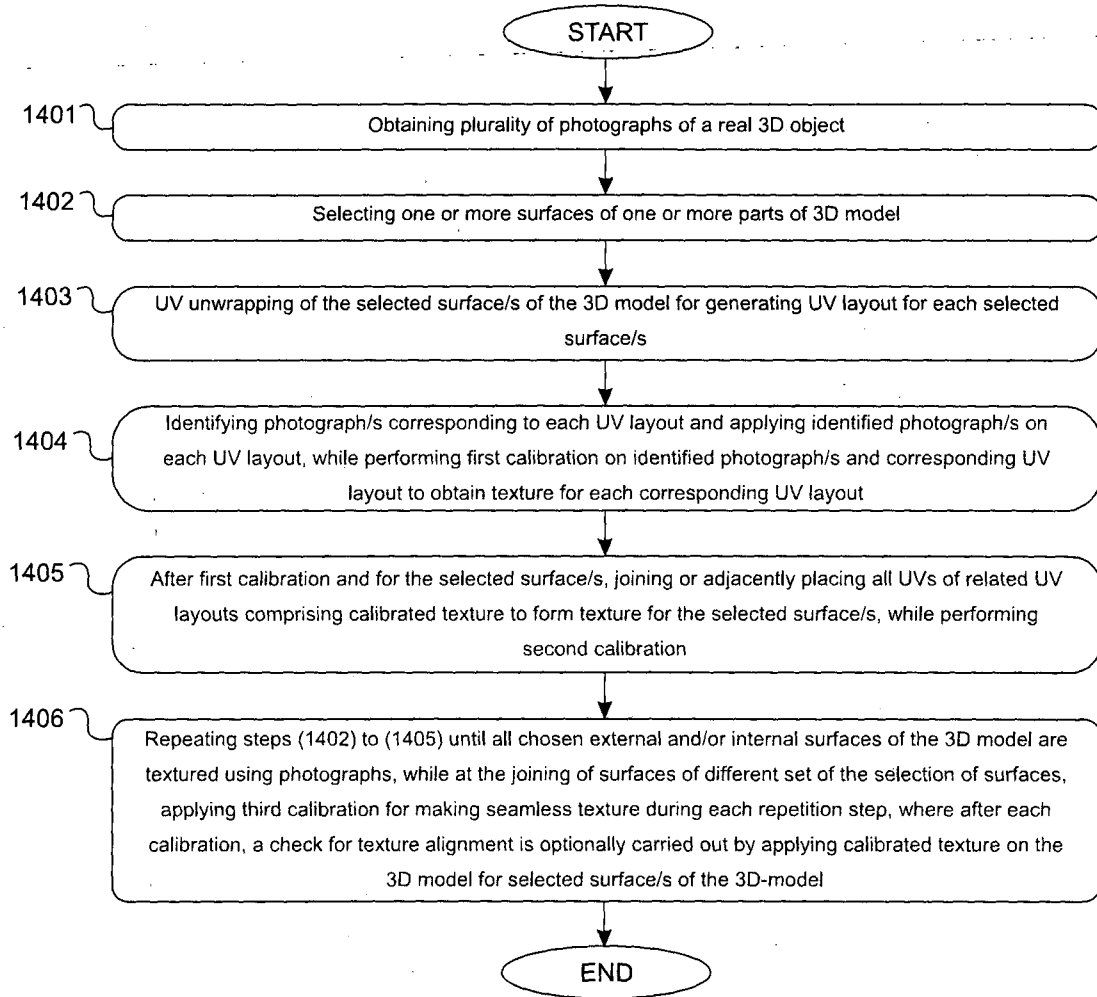 START
1401
Obtaining plurality of photographs of a real 3D object
1402
Selecting one or more surfaces of one or more parts of 3D model
1403
UV unwrapping of the selected surface/s of the 3D model for generating UV layout for each selected
surface/s
1404
Identifying photograph/s corresponding to each UV layout and applying identified photograph/s on
each UV layout, while performing first calibration on identified photograph/s and corresponding UV
layout to obtain texture for each corresponding UV layout
1405
After first calibration and for the selected surface/s, joining or adjacently placing all UVs of related UV
layouts comprising calibrated texture to form texture for the selected surface/s, while performing
second calibration
1406
Repeating steps (1402) to (1405) until all chosen external and/or internal surfaces of the 3D model are
textured using photographs, while at the joining of surfaces of different set of the selection of surfaces,
applying third calibration for making seamless texture during each repetition step, where after each
calibration, a check for texture alignment is optionally carried out by applying calibrated texture on the
3D model for selected surface/s of the 3D-model
END